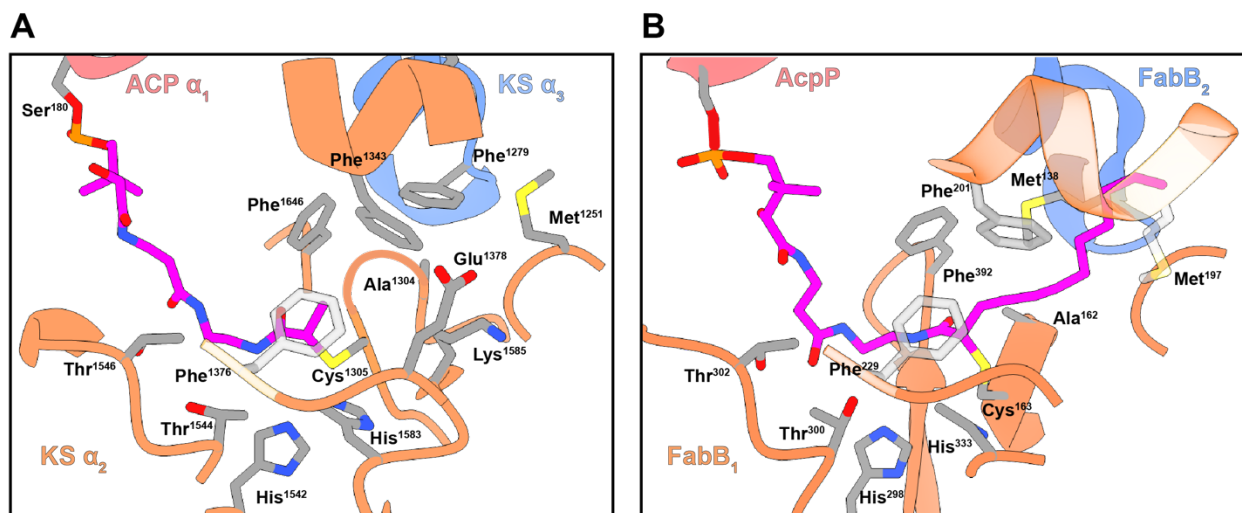 A
B
ACP α₁
KS α₃
Ser¹⁸⁰
Phe¹³⁴³
Phe¹²⁷⁹
Phe¹⁶⁴⁶
Met¹²⁵¹
Glu¹³⁷⁸
Ala¹³⁰⁴
Lys¹⁵⁸⁵
Thr¹⁵⁴⁶
Phe¹³⁷⁶
Cys¹³⁰⁵
Thr¹⁵⁴⁴
His¹⁵⁸³
KS α₂
His¹⁵⁴²
AcpP
FabB₂
Phe²⁰¹
Met¹³⁸
Phe³⁹²
Met¹⁹⁷
Ala¹⁶²
Thr³⁰²
Phe²²⁹
Cys¹⁶³
Thr³⁰⁰
His³³³
FabB₁
His²⁹⁸